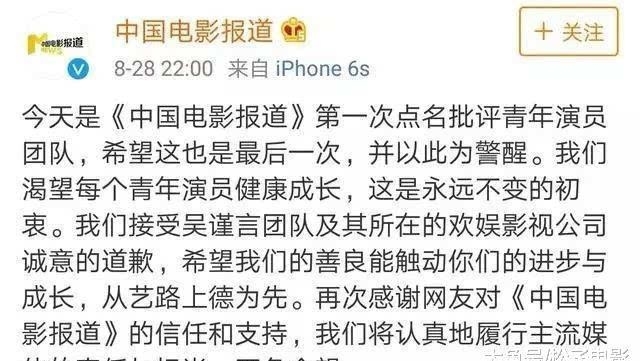 中国电影报道
NEWS
中国电影报道
+ 关注
8-28 22:00 来自 iPhone 6s
今天是《中国电影报道》第一次点名批评青年演员
团队，希望这也是最后一次，并以此为警醒。我们
渴望每个青年演员健康成长，这是永远不变的初
衷。我们接受吴谨言团队及其所在的欢娱影视公司
诚意的道歉，希望我们的善良能触动你们的进步与
成长，从艺路上德为先。再次感谢网友对《中国电
影报道》的信任和支持，我们将认真地履行主流媒